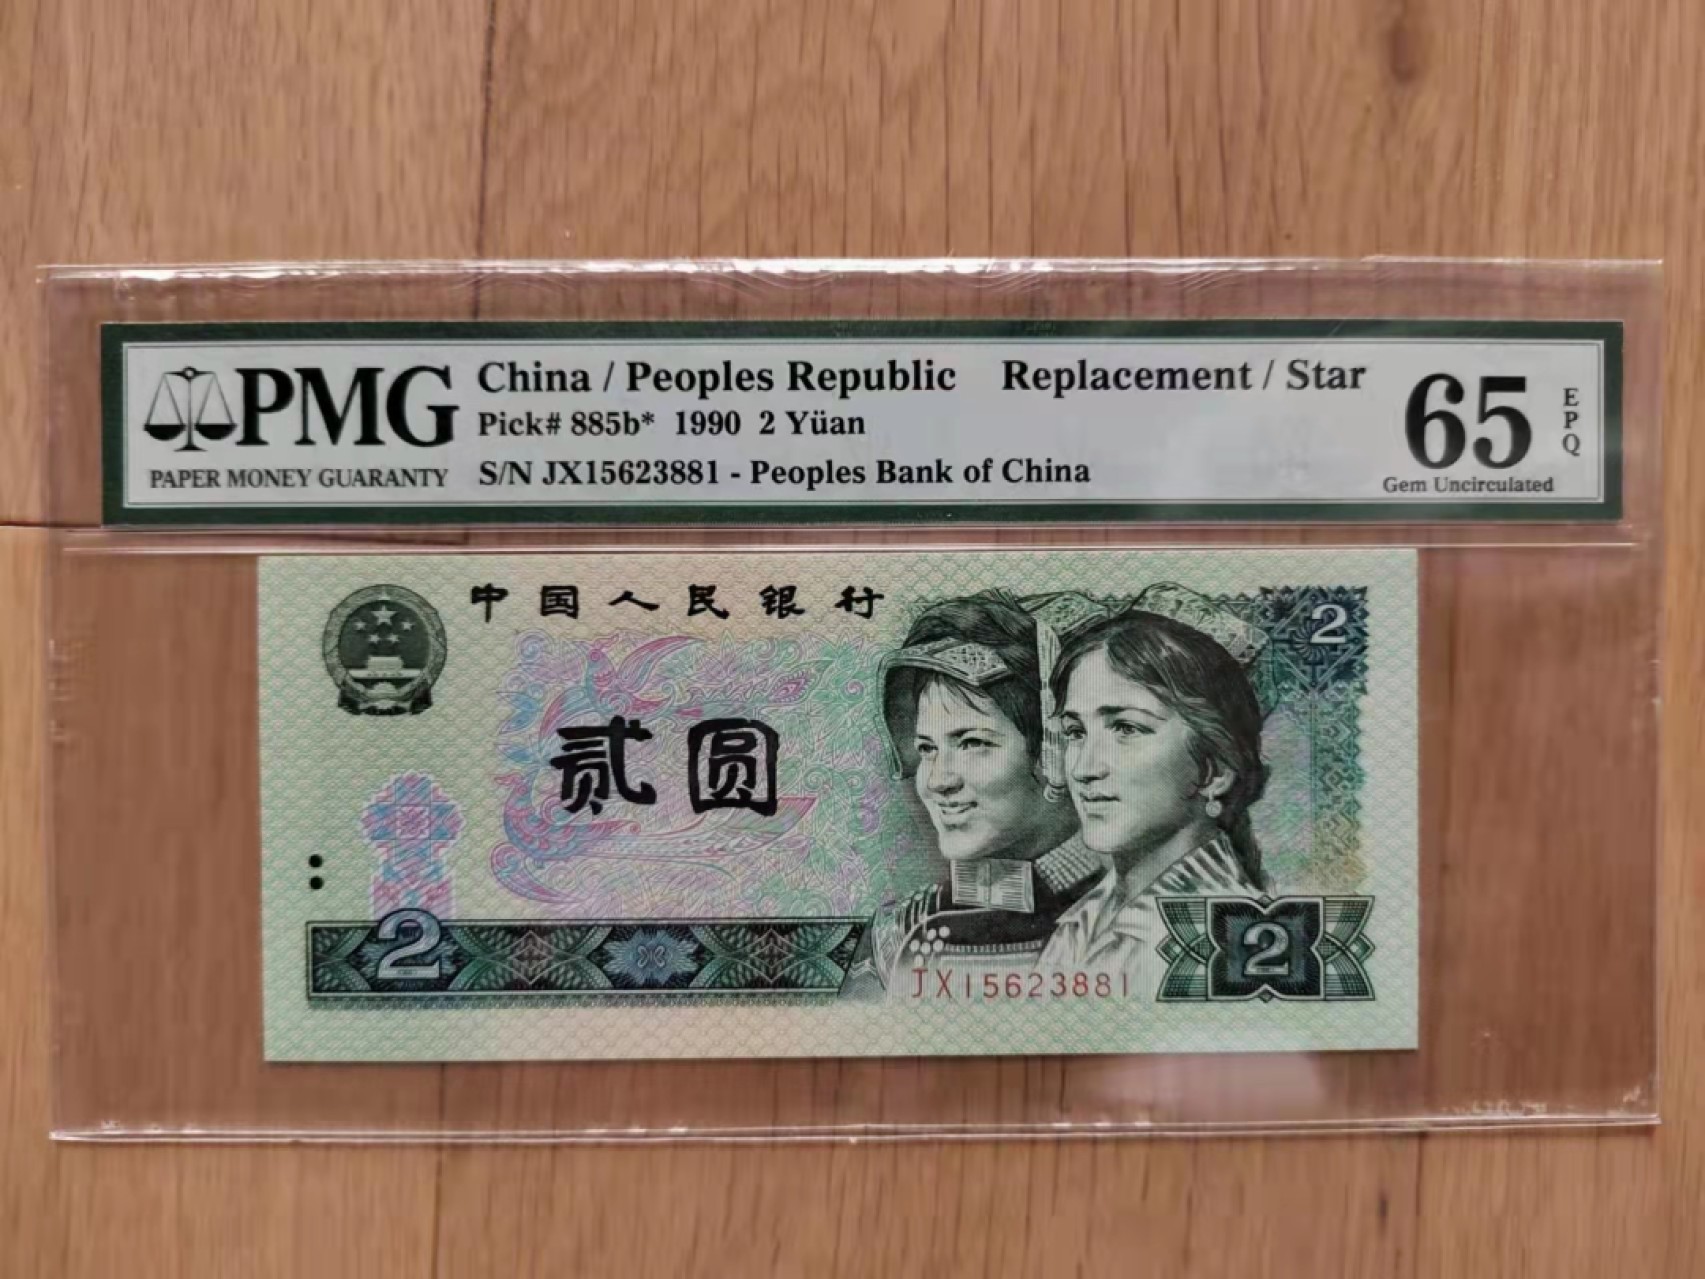 PMG
PAPER MONEY GUARANTY
China / Peoples Republic Replacement / Star
Pick# 885b* 1990 2 Yüan
S/N JX15623881 - Peoples Bank of China
65
EPQ
Gem Uncirculated
中国人民银行
2
贰圆
2
JX15623881
2